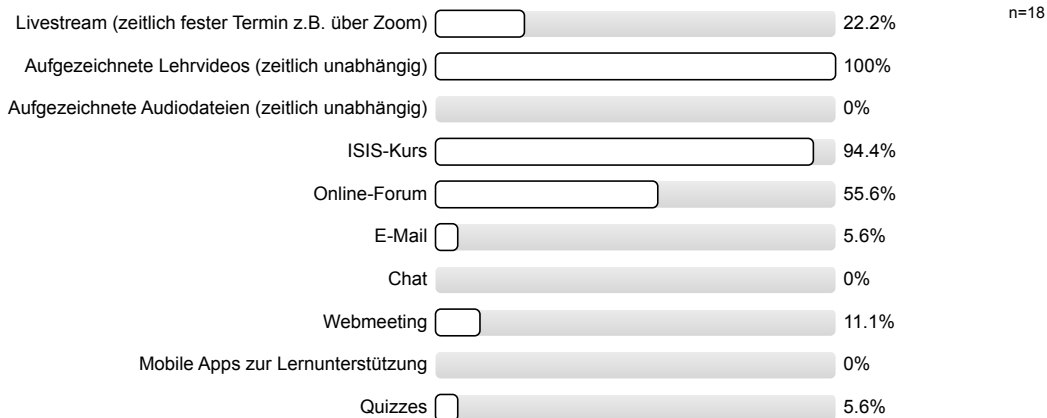 Livestream (zeitlich fester Termin z.B. über Zoom) 22.2% n=18
Aufgezeichnete Lehrvideos (zeitlich unabhängig) 100%
Aufgezeichnete Audiodateien (zeitlich unabhängig) 0%
ISIS-Kurs 94.4%
Online-Forum 55.6%
E-Mail 5.6%
Chat 0%
Webmeeting 11.1%
Mobile Apps zur Lernunterstützung 0%
Quizzes 5.6%